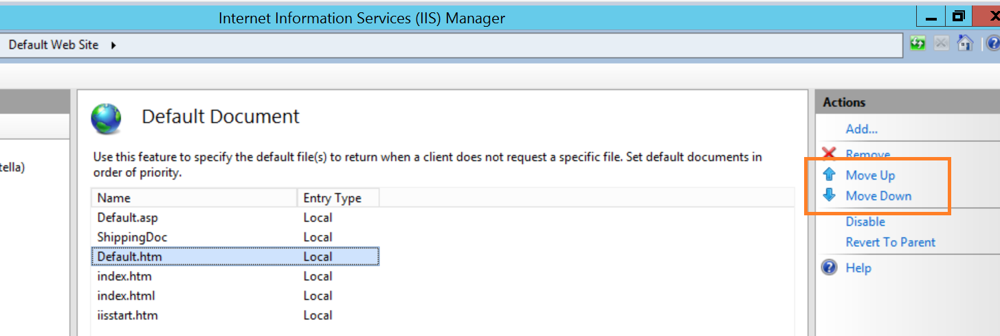 Internet Information Services (IIS) Manager
Default Web Site
Default Document
Actions
Add...
Use this feature to specify the default file(s) to return when a client does not request a specific file. Set default documents in
order of priority.
tella)
Remove
Move Up
Move Down
Name Entry Type
Default.asp Local
ShippingDoc Local
Default.htm Local
index.htm Local
index.html Local
iisstart.htm Local
Disable
Revert To Parent
Help